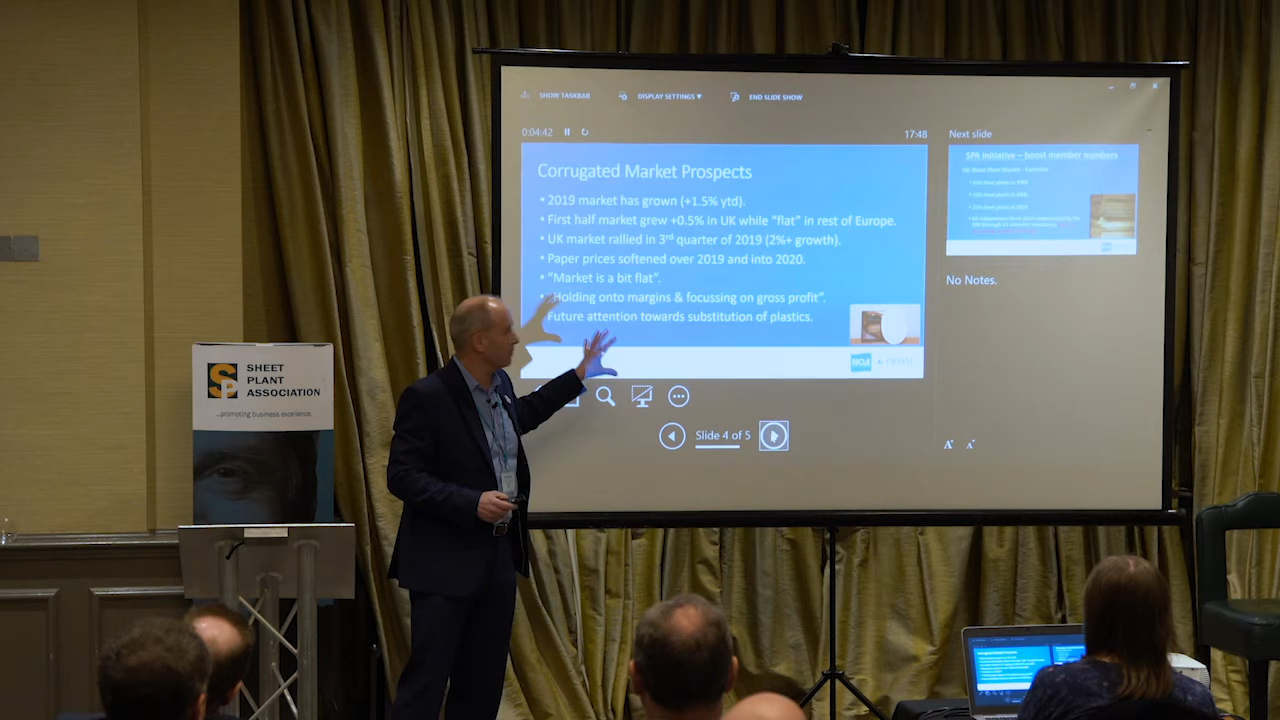 SHOW TASKBAR
DISPLAY SETTINGS
END SLIDE SHOW
0:04:42
17:48
Next slide
Corrugated Market Prospects
• 2019 market has grown (+1.5% ytd).
• First half market grew +0.5% in UK while "flat" in rest of Europe.
• UK market rallied in 3rd quarter of 2019 (2%+ growth).
• Paper prices softened over 2019 and into 2020.
• "Market is a bit flat".
• "Holding onto margins & focussing on gross profit".
Future attention towards substitution of plastics.
SPA initiative – boost member numbers
No Notes.
Slide 4 of 5
SP
SHEET
PLANT
ASSOCIATION
...promoting business excellence.
Corrugated Market Prospects